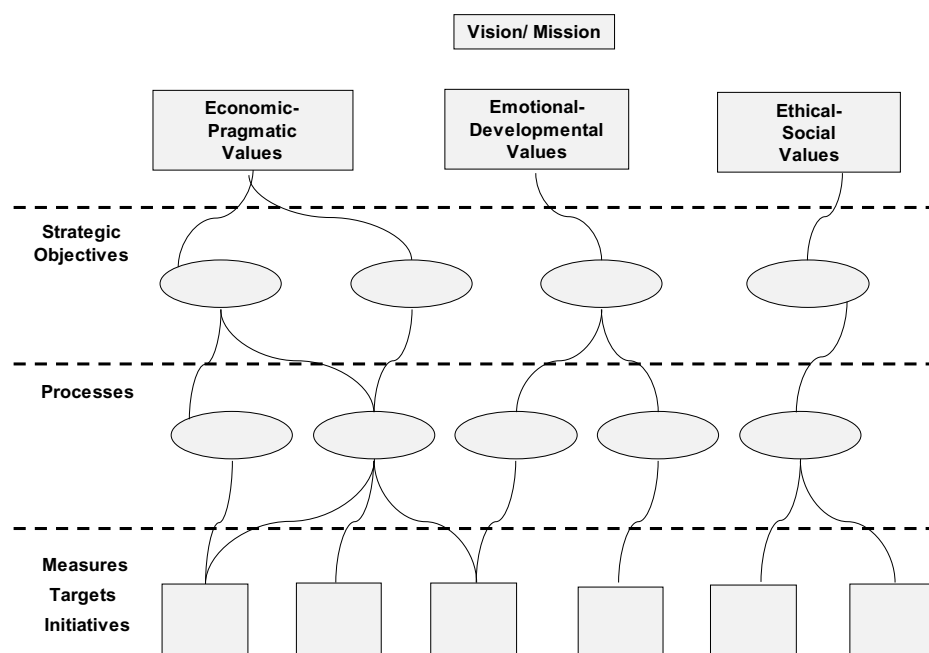 Vision/ Mission
Economic-
Pragmatic
Values
Emotional-
Developmental
Values
Ethical-
Social
Values
Strategic
Objectives
Processes
Measures
Targets
Initiatives